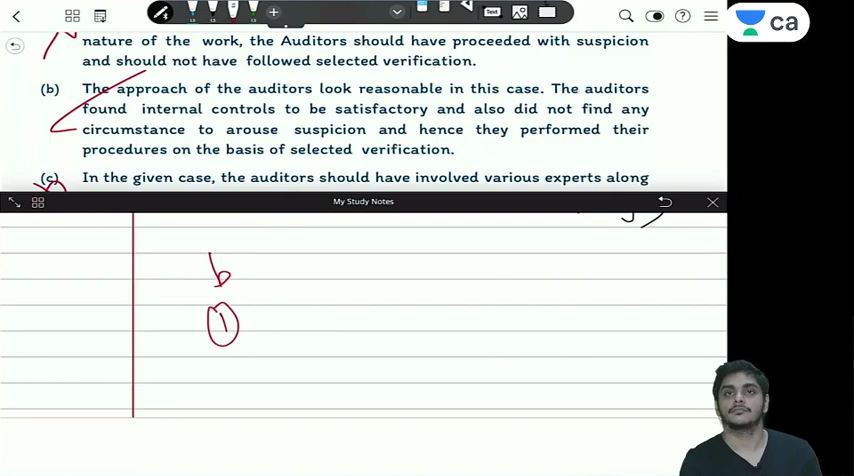 Text
ca
nature of the work, the Auditors should have proceeded with suspicion
and should not have followed selected verification.
(b) The approach of the auditors look reasonable in this case. The auditors
found internal controls to be satisfactory and also did not find any
circumstance to arouse suspicion and hence they performed their
procedures on the basis of selected verification.
(c) In the given case, the auditors should have involved various experts along
My Study Notes
b
1